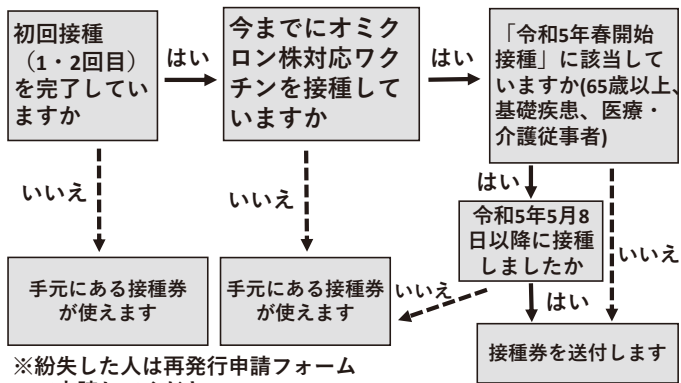 初回接種
（1・2回目）
を完了してい
ますか
はい
今までにオミク
ロン株対応ワク
チンを接種して
いますか
はい
「令和5年春開始
接種」に該当して
いますか(65歳以上、
基礎疾患、医療・
介護従事者)
いいえ
いいえ
はい
令和5年5月8
日以降に接種
しましたか
いいえ
手元にある接種券
が使えます
手元にある接種券
が使えます
いいえ
はい
接種券を送付します
※紛失した人は再発行申請フォーム